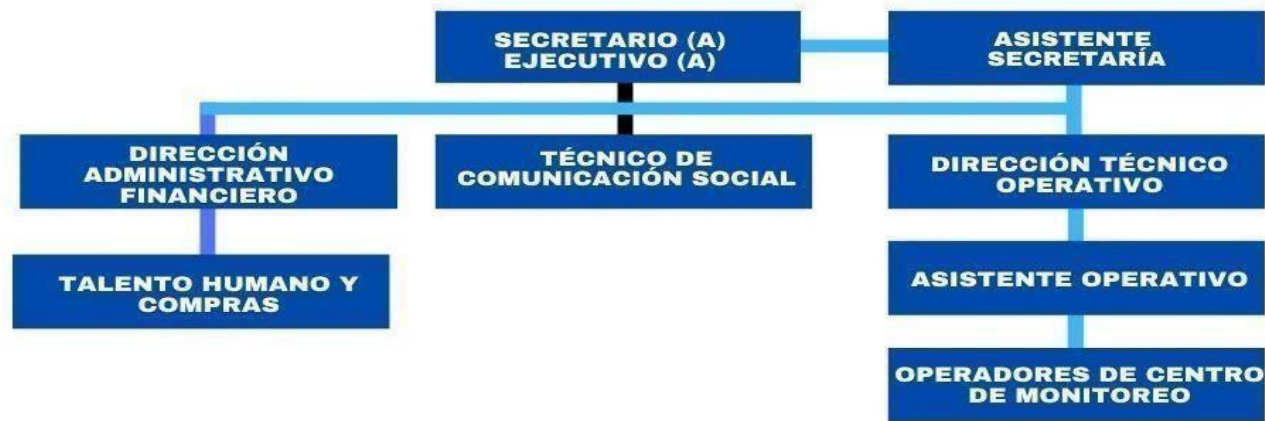 SECRETARIO (A)
EJECUTIVO (A)
ASISTENTE
SECRETARÍA
DIRECCIÓN
ADMINISTRATIVO
FINANCIERO
TÉCNICO DE
COMUNICACIÓN SOCIAL
DIRECCIÓN TÉCNICO
OPERATIVO
TALENTO HUMANO Y
COMPRAS
ASISTENTE OPERATIVO
OPERADORES DE CENTRO
DE MONITOREO